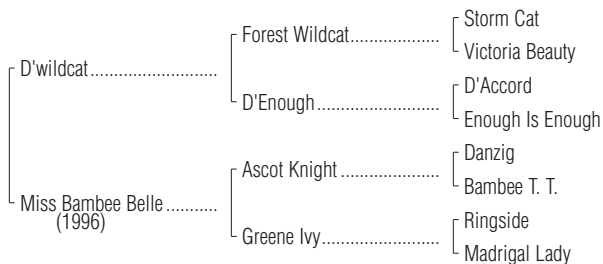 Storm Cat
Forest Wildcat........................
Victoria Beauty
D'wildcat.................................
D'Accord
D'Enough................................
Enough Is Enough
Danzig
Ascot Knight ..........................
Bambee T. T.
Miss Bambee Belle .............
(1996)
Ringside
Greene Ivy...............................
Madrigal Lady